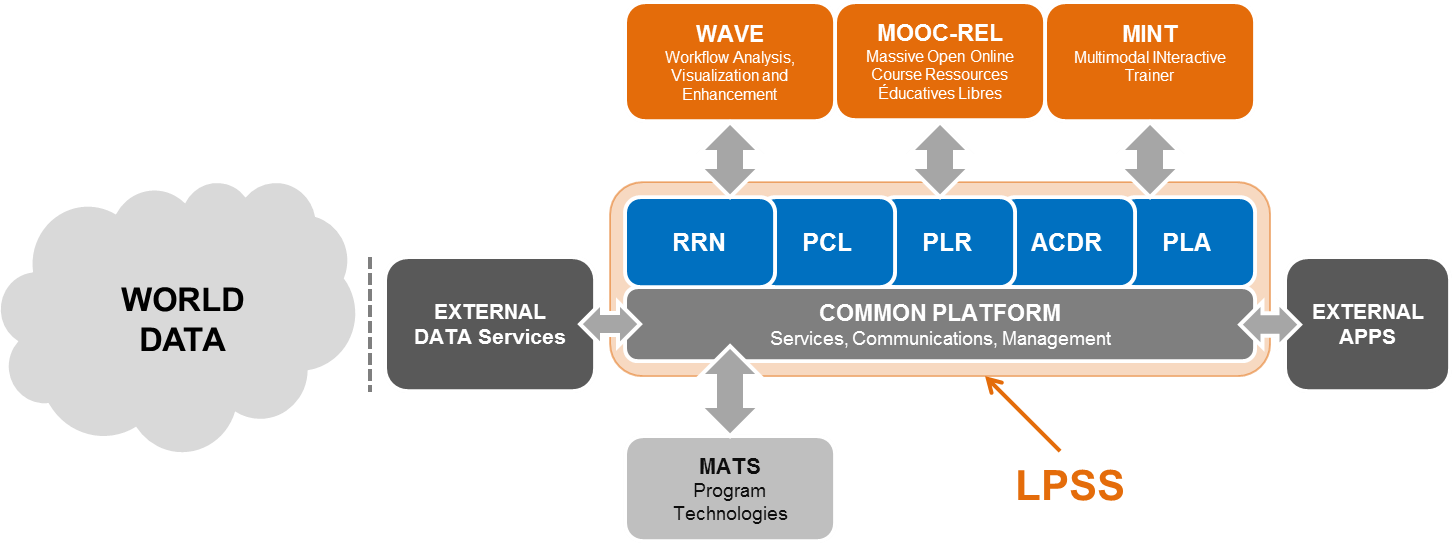 WAVE
Workflow Analysis,
Visualization and
Enhancement
MOOC-REL
Massive Open Online
Course Ressources
Éducatives Libres
MINT
Multimodal INteractive
Trainer
RRN
PCL
PLR
ACDR
PLA
WORLD
DATA
EXTERNAL
DATA Services
COMMON PLATFORM
Services, Communications, Management
EXTERNAL
APPS
MATS
Program
Technologies
LPSS